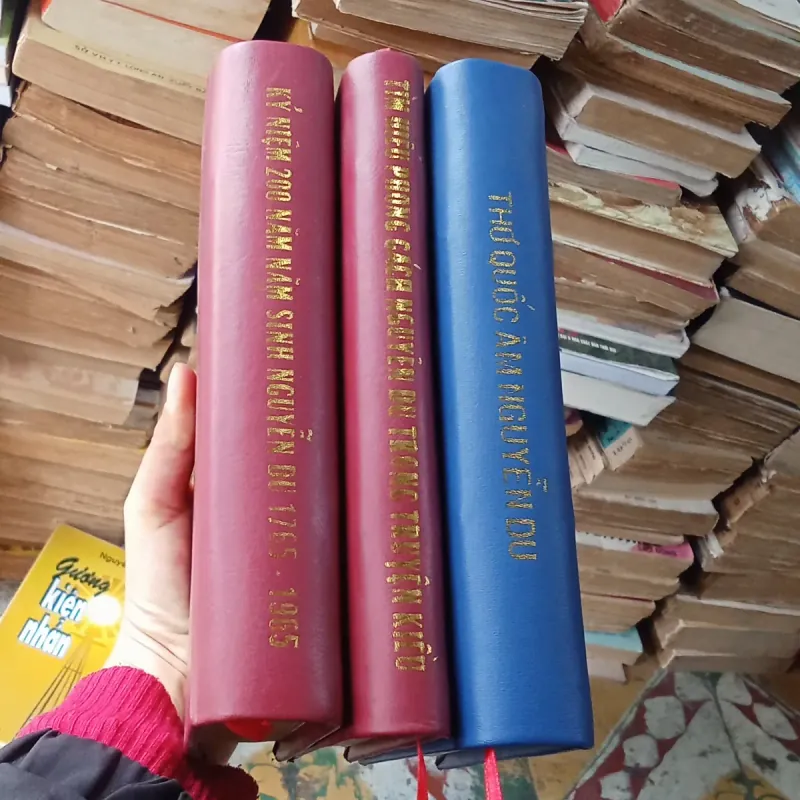 KỶ NIỆM 200 NĂM NĂM SINH NGUYỄN DU 1765 - 1965
TÌM HIỂU PHONG CÁCH NGUYỄN DU TRONG TRUYỆN KIỀU
THƠ QUỐC ÂM NGUYỄN DU
Gương
kiên
nhẫn